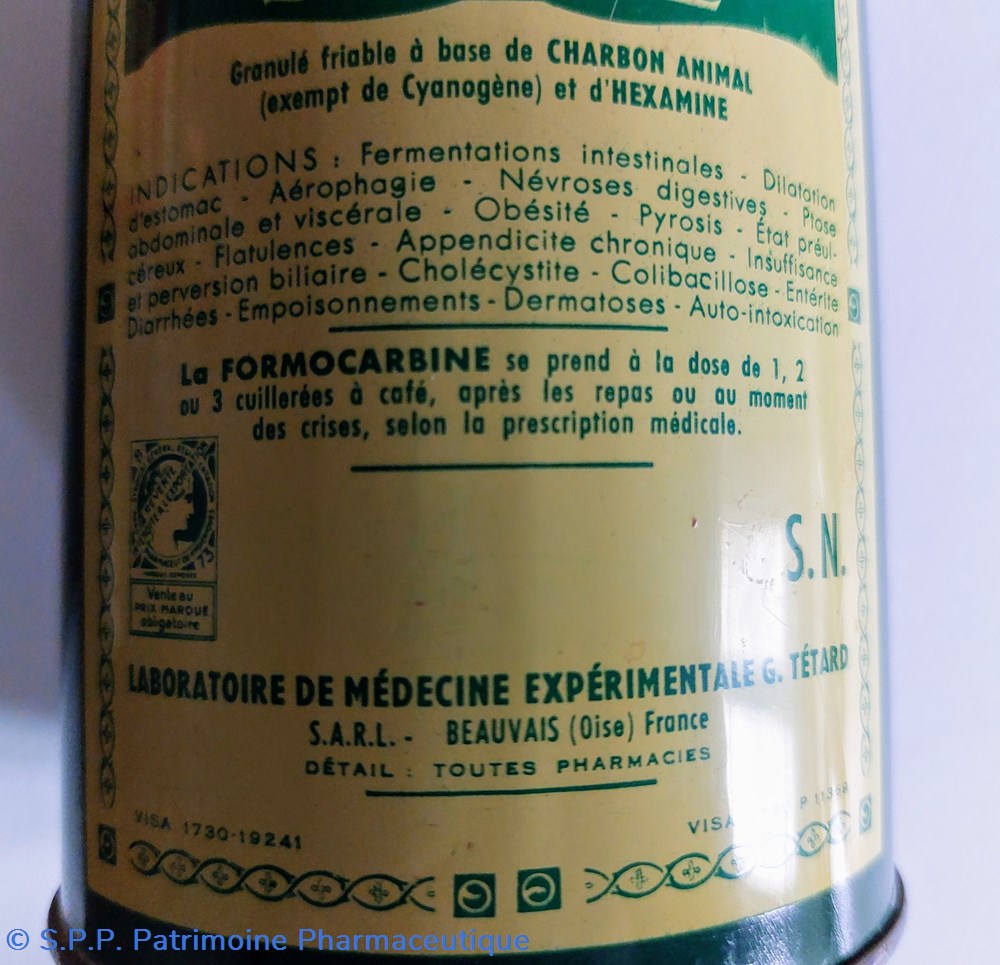 Granulé friable à base de CHARBON ANIMAL
(exempt de Cyanogène) et d'HEXAMINE
INDICATIONS : Fermentations intestinales - Dilatation
d'estomac - Aérophagie - Névroses digestives - Ptose
abdominale et viscérale - Obésité - Pyrosis - État préul-
céreux - Flatulences - Appendicite chronique - Insuffisance
et perversion biliaire - Cholécystite - Colibacillose - Entérite
Diarrhées - Empoisonnements - Dermatoses - Auto-intoxication
La FORMOCARBINE se prend à la dose de 1, 2
ou 3 cuillerées à café, après les repas ou au moment
des crises, selon la prescription médicale.
73
Vente au
PRIX MARQUÉ
obligatoire
S.N.
LABORATOIRE DE MÉDECINE EXPÉRIMENTALE G. TÉTARD
S.A.R.L. - BEAUVAIS (Oise) France
DÉTAIL : TOUTES PHARMACIES
VISA 1730-19241
VISA P
© S.P.P. Patrimoine Pharmaceutique